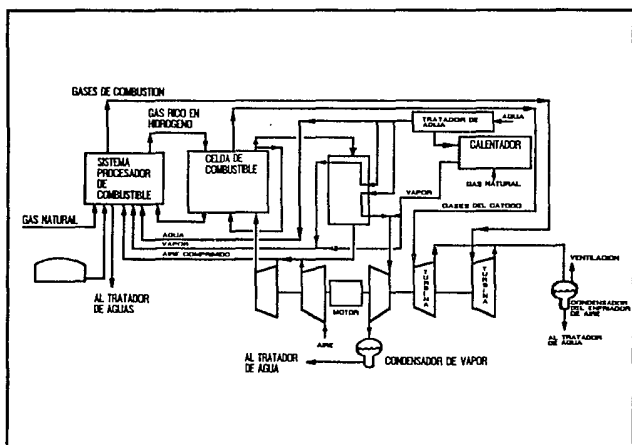 GASES DE COMBUSTION
GAS RICO EN
HIDROGENO
SISTEMA
PROCESADOR
DE
COMBUSTIBLE
CELDA DE
COMBUSTIBLE
TRATADOR DE
AGUA
AGUA
CALENTADOR
GAS NATURAL
VAPOR
GASES DEL CATODO
GAS NATURAL
AGUA
VAPOR
AIRE COMPRIMIDO
AL TRATADOR
DE AGUAS
MOTOR
TURBINA
TURBINA
VENTILACION
CONDENSADOR
DEL ENFRIADOR
DE AIRE
AL TRATADOR
DE AGUA
AIRE
AL TRATADOR
DE AGUA
CONDENSADOR DE VAPOR